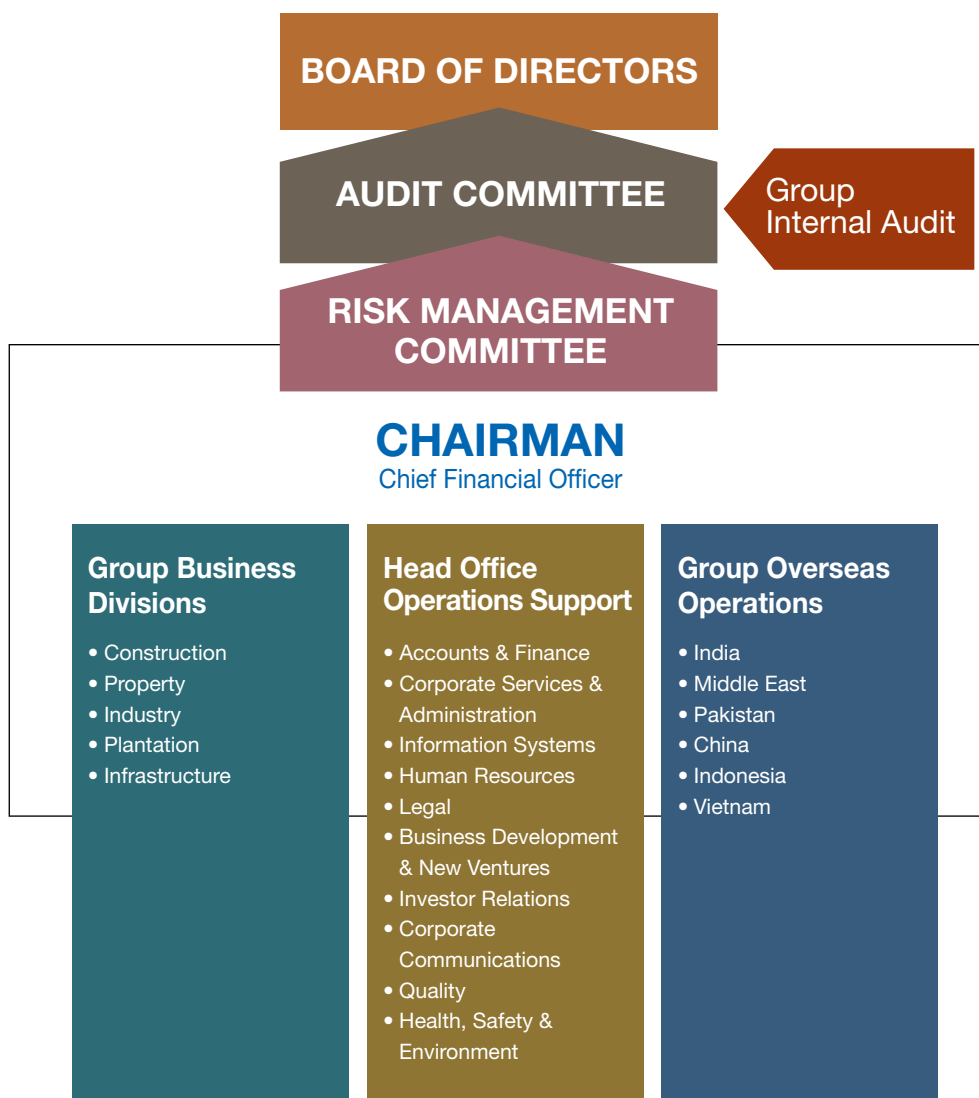 BOARD OF DIRECTORS
AUDIT COMMITTEE
Group
Internal Audit
RISK MANAGEMENT
COMMITTEE
CHAIRMAN
Chief Financial Officer
Group Business
Divisions
• Construction
• Property
• Industry
• Plantation
• Infrastructure
Head Office
Operations Support
• Accounts & Finance
• Corporate Services &
Administration
• Information Systems
• Human Resources
• Legal
• Business Development
& New Ventures
• Investor Relations
• Corporate
Communications
• Quality
• Health, Safety &
Environment
Group Overseas
Operations
• India
• Middle East
• Pakistan
• China
• Indonesia
• Vietnam